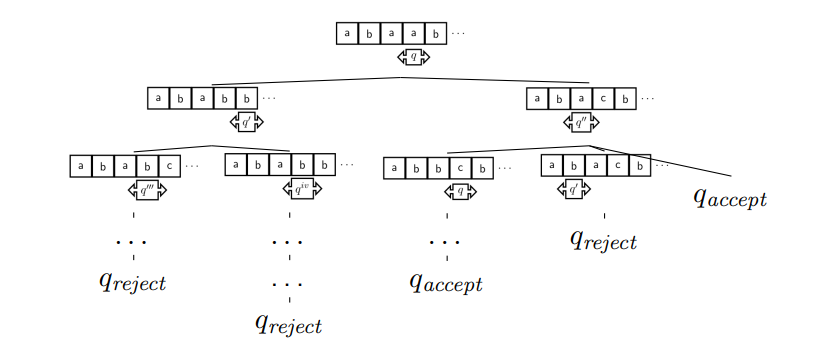 a b a a b ...
q
a b a b b ...
a b a c b ...
q′
q″
a b a b c ...
a b a b b ...
a b b c b ...
a b a c b ...
q‴
q^{iv}
q
q′
q_{accept}
... ... ...
q_{reject}
q_{reject}
...
q_{accept}
q_{reject}